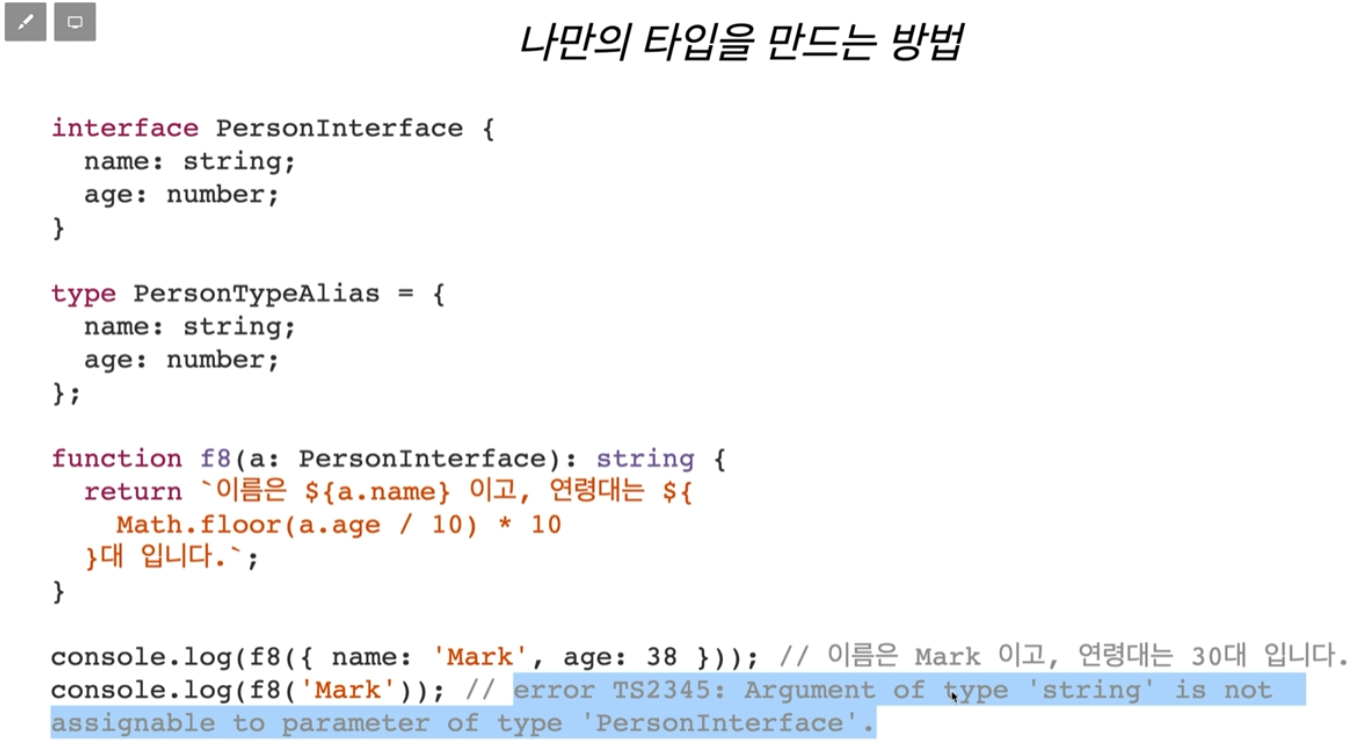 나만의 타입을 만드는 방법
interface PersonInterface {
  name: string;
  age: number;
}
type PersonTypeAlias = {
  name: string;
  age: number;
};
function f8(a: PersonInterface): string {
  return `이름은 ${a.name} 이고, 연령대는 ${
    Math.floor(a.age / 10) * 10
  }대 입니다.`;
}
console.log(f8({ name: 'Mark', age: 38 })); // 이름은 Mark 이고, 연령대는 30대 입니다.
console.log(f8('Mark')); // error TS2345: Argument of type 'string' is not
assignable to parameter of type 'PersonInterface'.